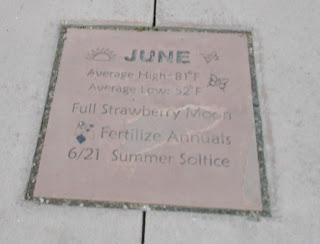 JUNE
Average High: 81°F
Average Low: 52°F
Full Strawberry Moon
Fertilize Annuals
6/21 Summer Soltice